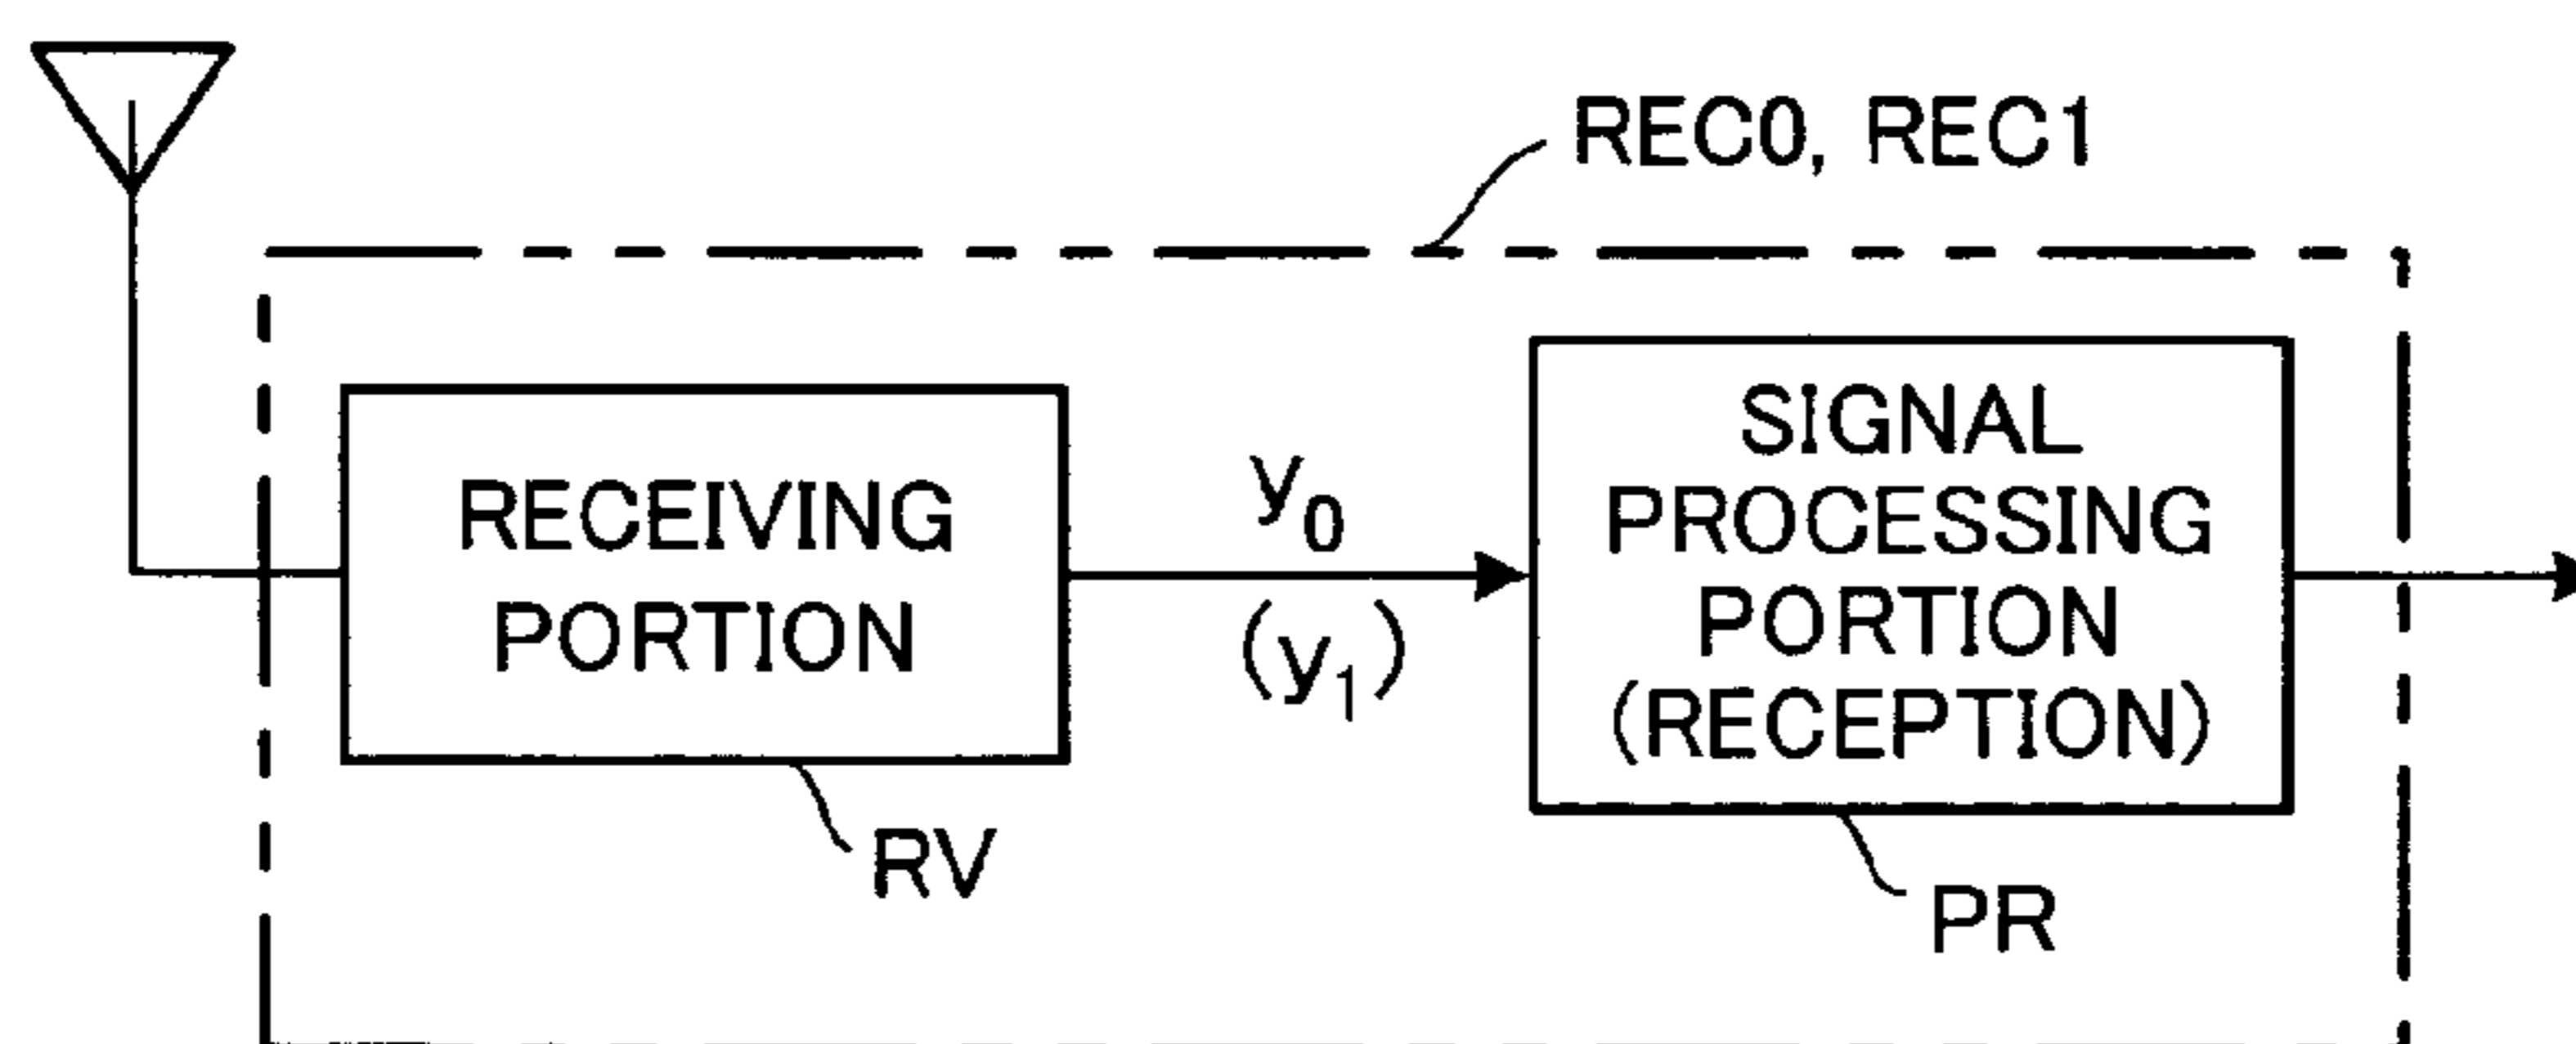 REC0, REC1
RECEIVING
PORTION
y0
(y1)
SIGNAL
PROCESSING
PORTION
(RECEPTION)
RV
PR